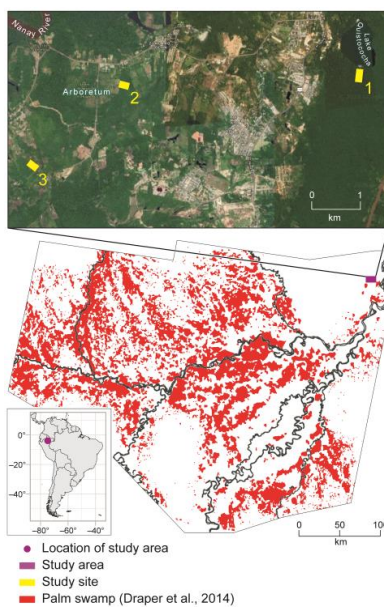 Nanay River
Lake
Quistococha
Arboretum
1
2
3
0 1
km
0°
−20°
−40°
−80° −60° −40°
0 50 100
km
Location of study area
Study area
Study site
Palm swamp (Draper et al., 2014)